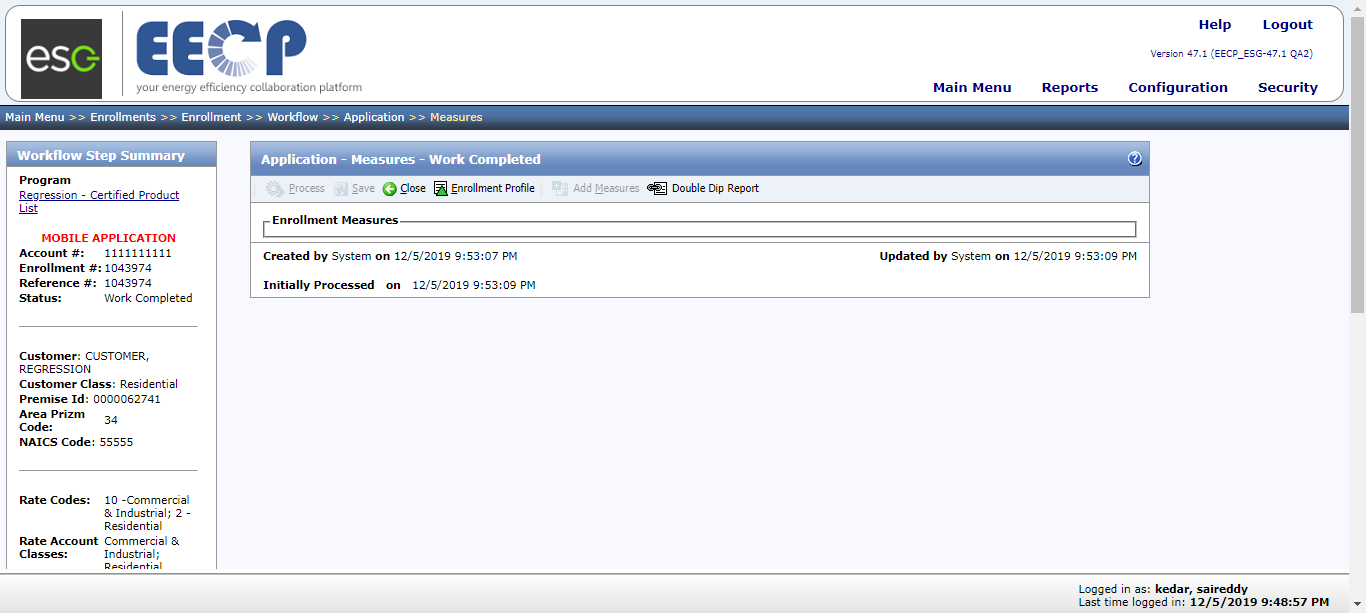 esc
EECP
your energy efficiency collaboration platform
Help Logout
Version 47.1 (EECP_ESG-47.1 QA2)
Main Menu Reports Configuration Security
Main Menu >> Enrollments >> Enrollment >> Workflow >> Application >> Measures
Workflow Step Summary
Program
Regression - Certified Product
List
MOBILE APPLICATION
Account #: 1111111111
Enrollment #: 1043974
Reference #: 1043974
Status: Work Completed
Customer: CUSTOMER,
REGRESSION
Customer Class: Residential
Premise Id: 0000062741
Area Prizm
Code: 34
NAICS Code: 55555
Rate Codes: 10 -Commercial
& Industrial; 2 -
Residential
Rate Account Commercial &
Classes: Industrial;
Residential
Application - Measures - Work Completed
Process Save Close Enrollment Profile Add Measures Double Dip Report
Enrollment Measures
Created by System on 12/5/2019 9:53:07 PM Updated by System on 12/5/2019 9:53:09 PM
Initially Processed on 12/5/2019 9:53:09 PM
Logged in as: kedar, saireddy
Last time logged in: 12/5/2019 9:48:57 PM